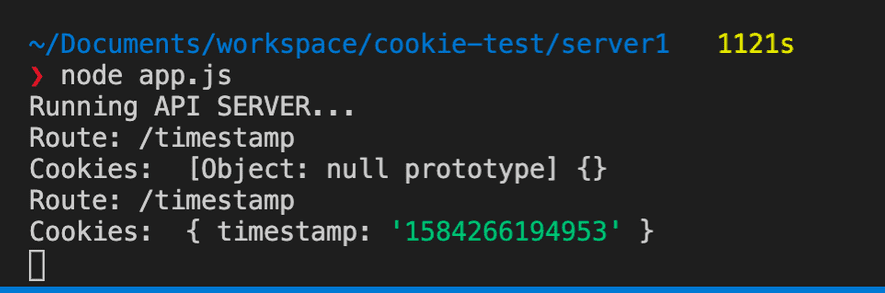 ~/Documents/workspace/cookie-test/server1 1121s
❯ node app.js
Running API SERVER...
Route: /timestamp
Cookies:  [Object: null prototype] {}
Route: /timestamp
Cookies:  { timestamp: '1584266194953' }